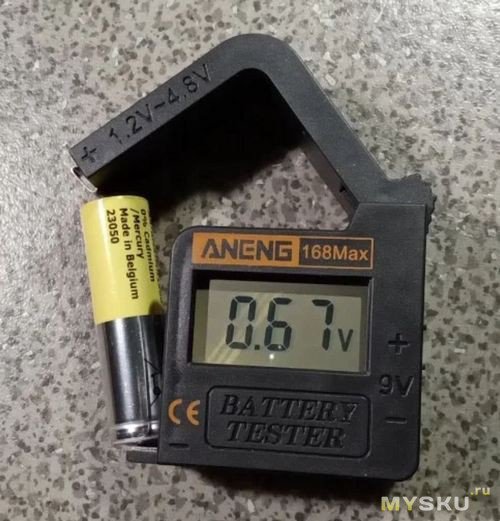 + 1.2V~4.8V
0% Cadmium
/Mercury
Made in Belgium
23050
ANENG 168Max
0.67 V
+
9V
−
CE
BATTERY
TESTER
−
MYSKU.ru